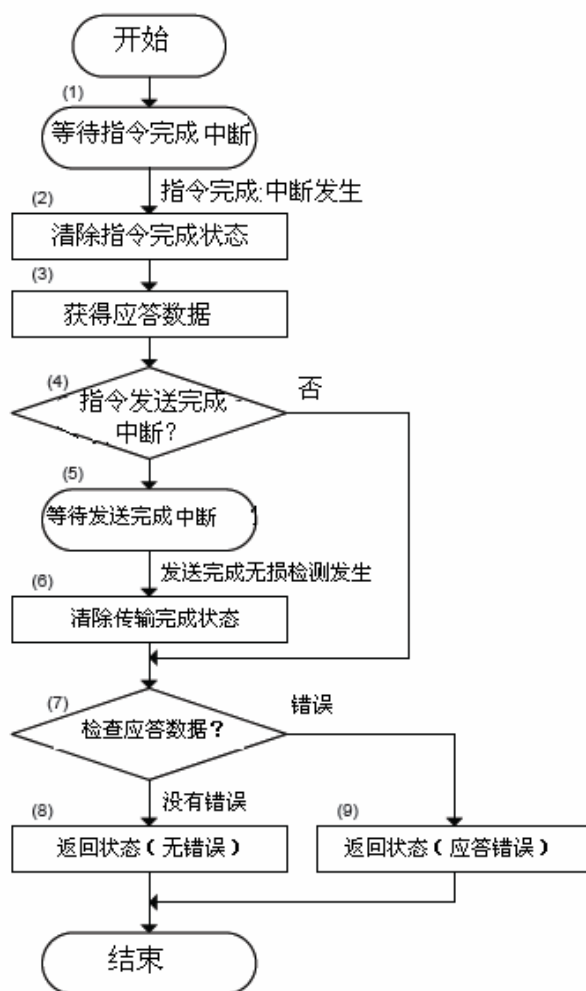 开始
(1)
等待指令完成 中断
指令完成:中断发生
(2)
清除指令完成状态
(3)
获得应答数据
(4)
指令发送完成
中断?
否
(5)
等待发送完成 中断
发送完成无损检测发生
(6)
清除传输完成状态
(7)
检查应答数据?
错误
没有错误
(8)
返回状态(无错误)
(9)
返回状态(应答错误)
结束